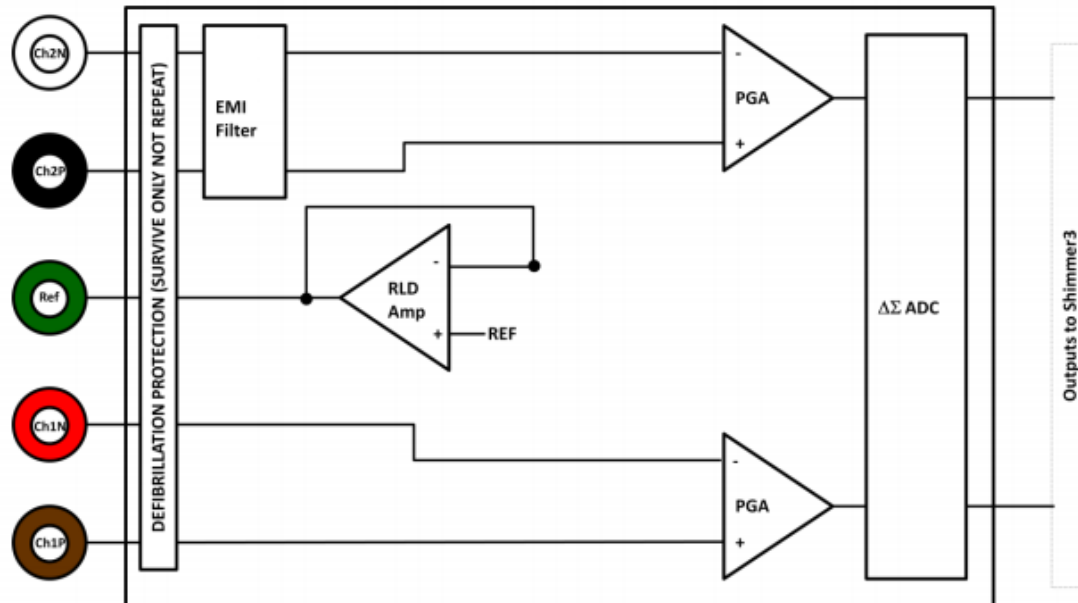 Ch2N
Ch2P
Ref
Ch1N
Ch1P
DEFIBRILLATION PROTECTION (SURVIVE ONLY NOT REPEAT)
EMI
Filter
-
PGA
+
-
RLD
Amp
+
REF
-
PGA
+
ΔΣ ADC
Outputs to Shimmer3